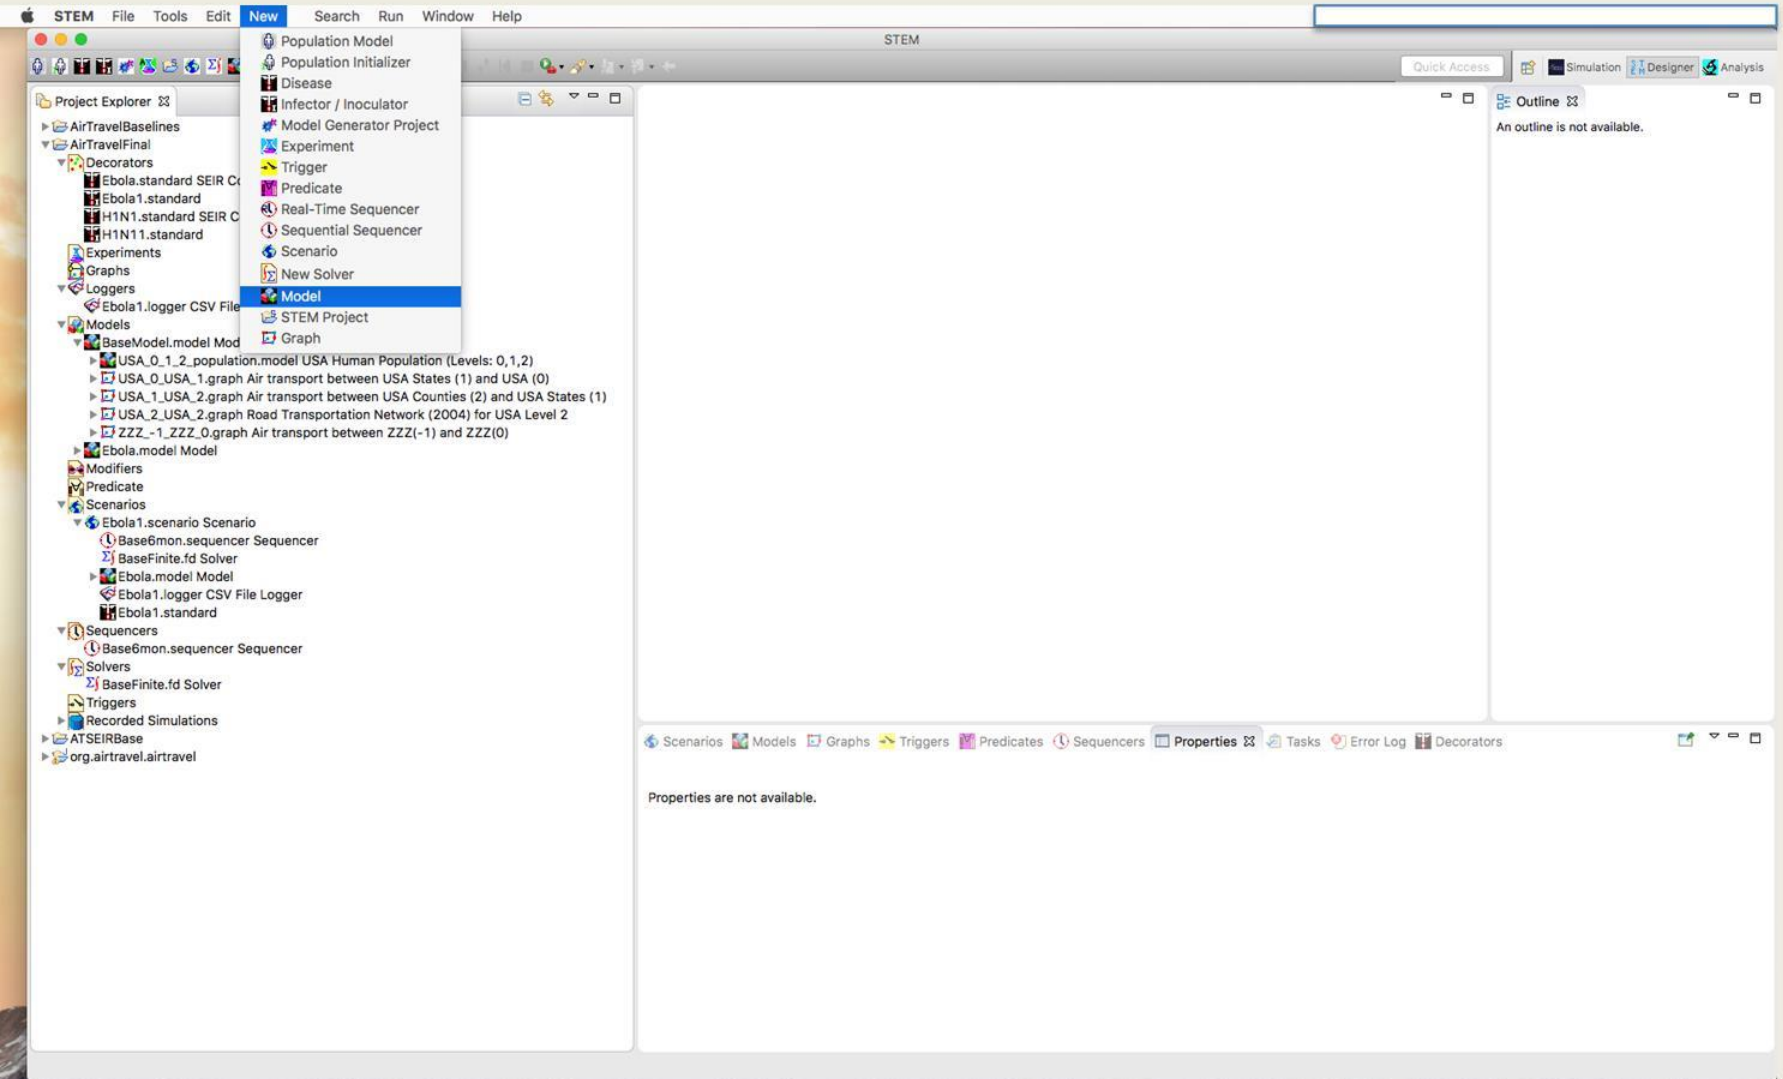 STEM File Tools Edit New Search Run Window Help
STEM
Quick Access Simulation Designer Analysis
Population Model
Population Initializer
Disease
Infector / Inoculator
Model Generator Project
Experiment
Trigger
Predicate
Real-Time Sequencer
Sequential Sequencer
Scenario
New Solver
Model
STEM Project
Graph
Project Explorer
AirTravelBaselines
AirTravelFinal
Decorators
Ebola.standard SEIR
Ebola1.standard
H1N1.standard SEIR C
H1N11.standard
Experiments
Graphs
Loggers
Ebola1.logger CSV File
Models
BaseModel.model Mod
USA_0_1_2_population.model USA Human Population (Levels: 0,1,2)
USA_0_USA_1.graph Air transport between USA States (1) and USA (0)
USA_1_USA_2.graph Air transport between USA Counties (2) and USA States (1)
USA_2_USA_2.graph Road Transportation Network (2004) for USA Level 2
ZZZ_-1_ZZZ_0.graph Air transport between ZZZ(-1) and ZZZ(0)
Ebola.model Model
Modifiers
Predicate
Scenarios
Ebola1.scenario Scenario
Base6mon.sequencer Sequencer
BaseFinite.fd Solver
Ebola.model Model
Ebola1.logger CSV File Logger
Ebola1.standard
Sequencers
Base6mon.sequencer Sequencer
Solvers
BaseFinite.fd Solver
Triggers
Recorded Simulations
ATSEIRBase
org.airtravel.airtravel
Outline
An outline is not available.
Scenarios Models Graphs Triggers Predicates Sequencers Properties Tasks Error Log Decorators
Properties are not available.